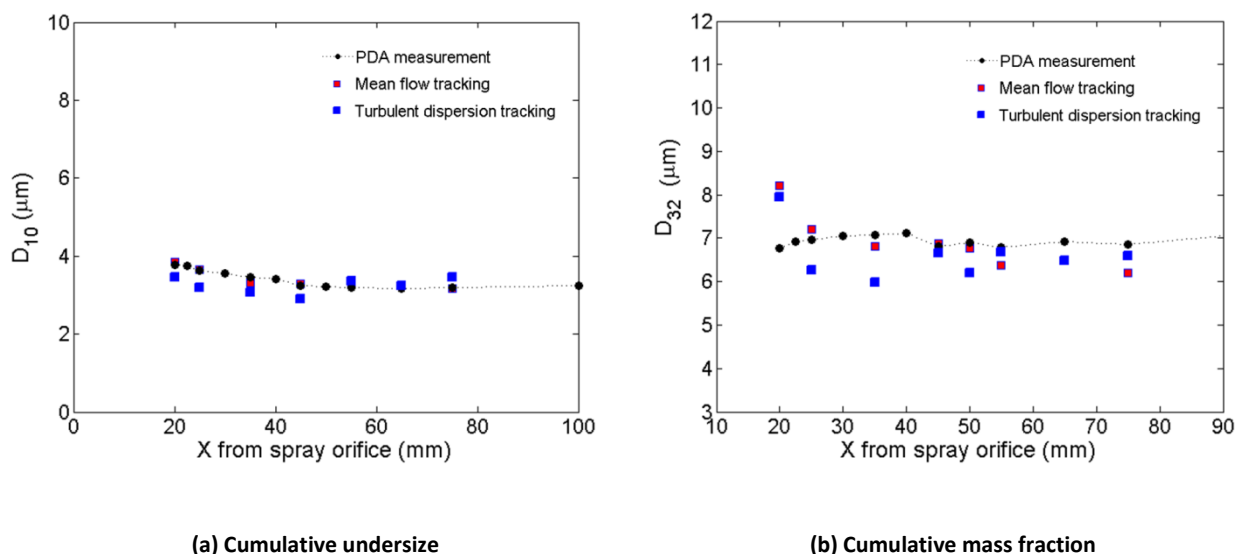 10
8
6
4
2
0
0
20
40
60
80
100
D10 (μm)
X from spray orifice (mm)
PDA measurement
Mean flow tracking
Turbulent dispersion tracking
(a) Cumulative undersize
12
11
10
9
8
7
6
5
4
3
10
20
30
40
50
60
70
80
90
D32 (μm)
X from spray orifice (mm)
PDA measurement
Mean flow tracking
Turbulent dispersion tracking
(b) Cumulative mass fraction